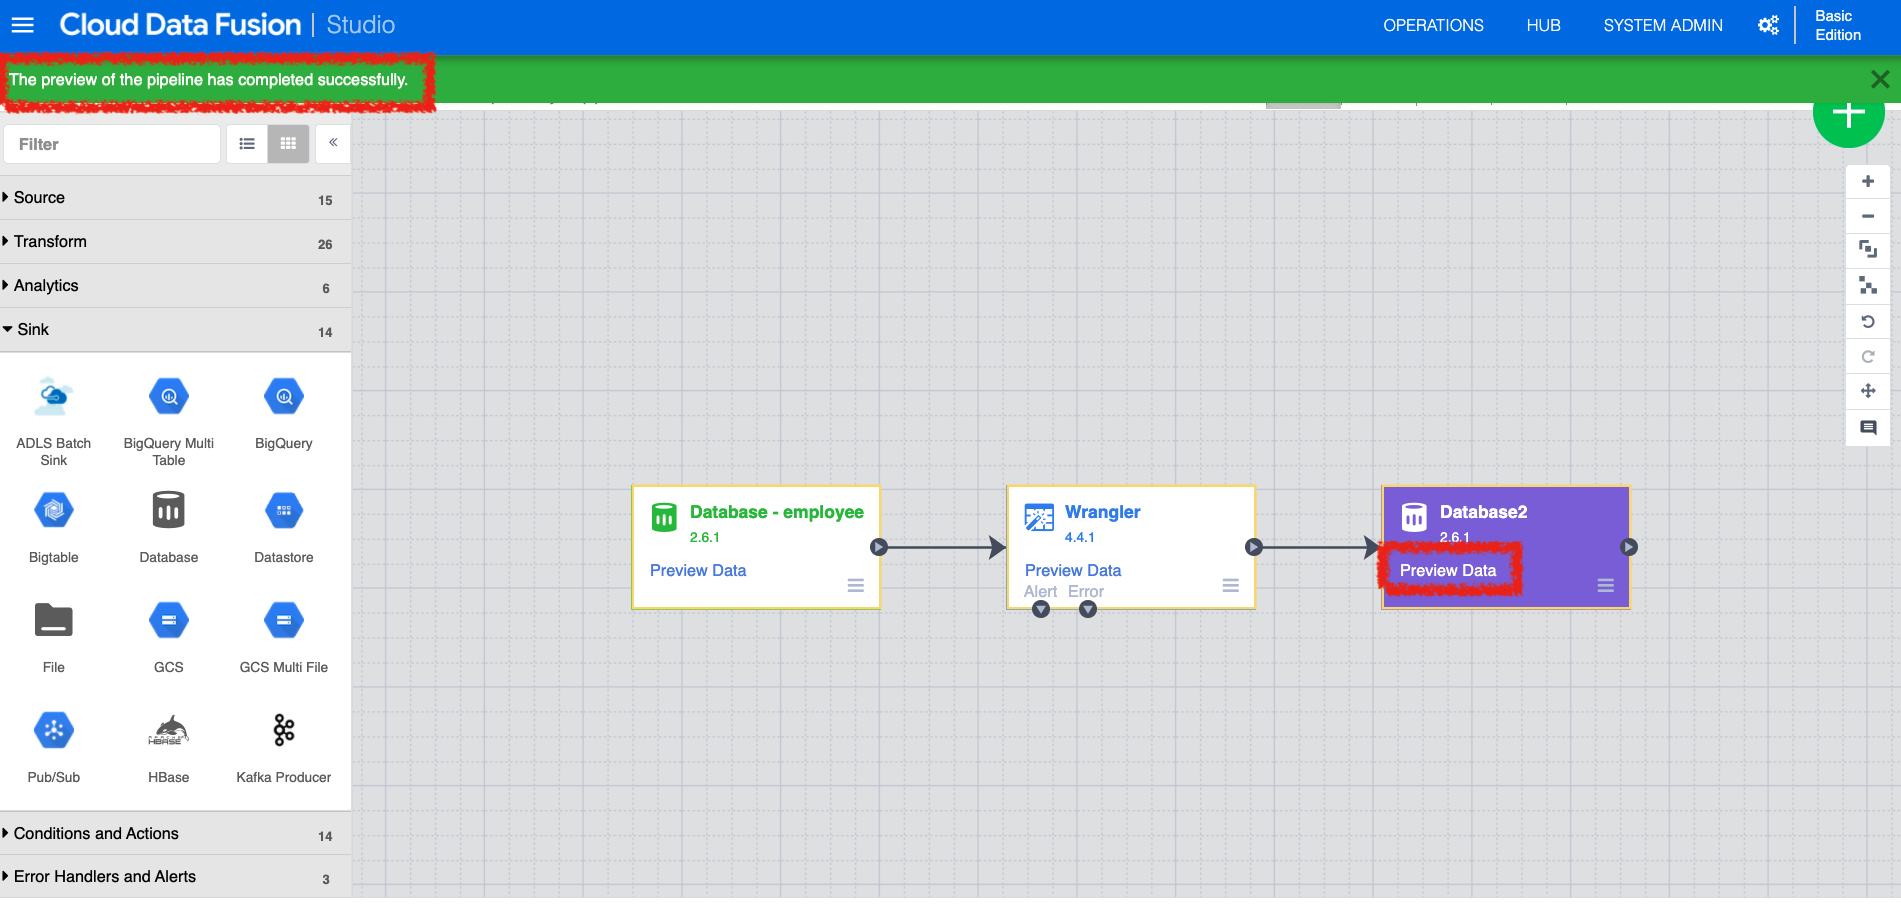 Cloud Data Fusion | Studio
OPERATIONS
HUB
SYSTEM ADMIN
Basic
Edition
The preview of the pipeline has completed successfully.
Filter
Source
15
Transform
26
Analytics
6
Sink
14
ADLS Batch
Sink
BigQuery Multi
Table
BigQuery
Bigtable
Database
Datastore
File
GCS
GCS Multi File
Pub/Sub
HBASE
HBase
Kafka Producer
Conditions and Actions
14
Error Handlers and Alerts
3
Database - employee
2.6.1
Preview Data
Wrangler
4.4.1
Preview Data
Alert Error
Database2
2.6.1
Preview Data